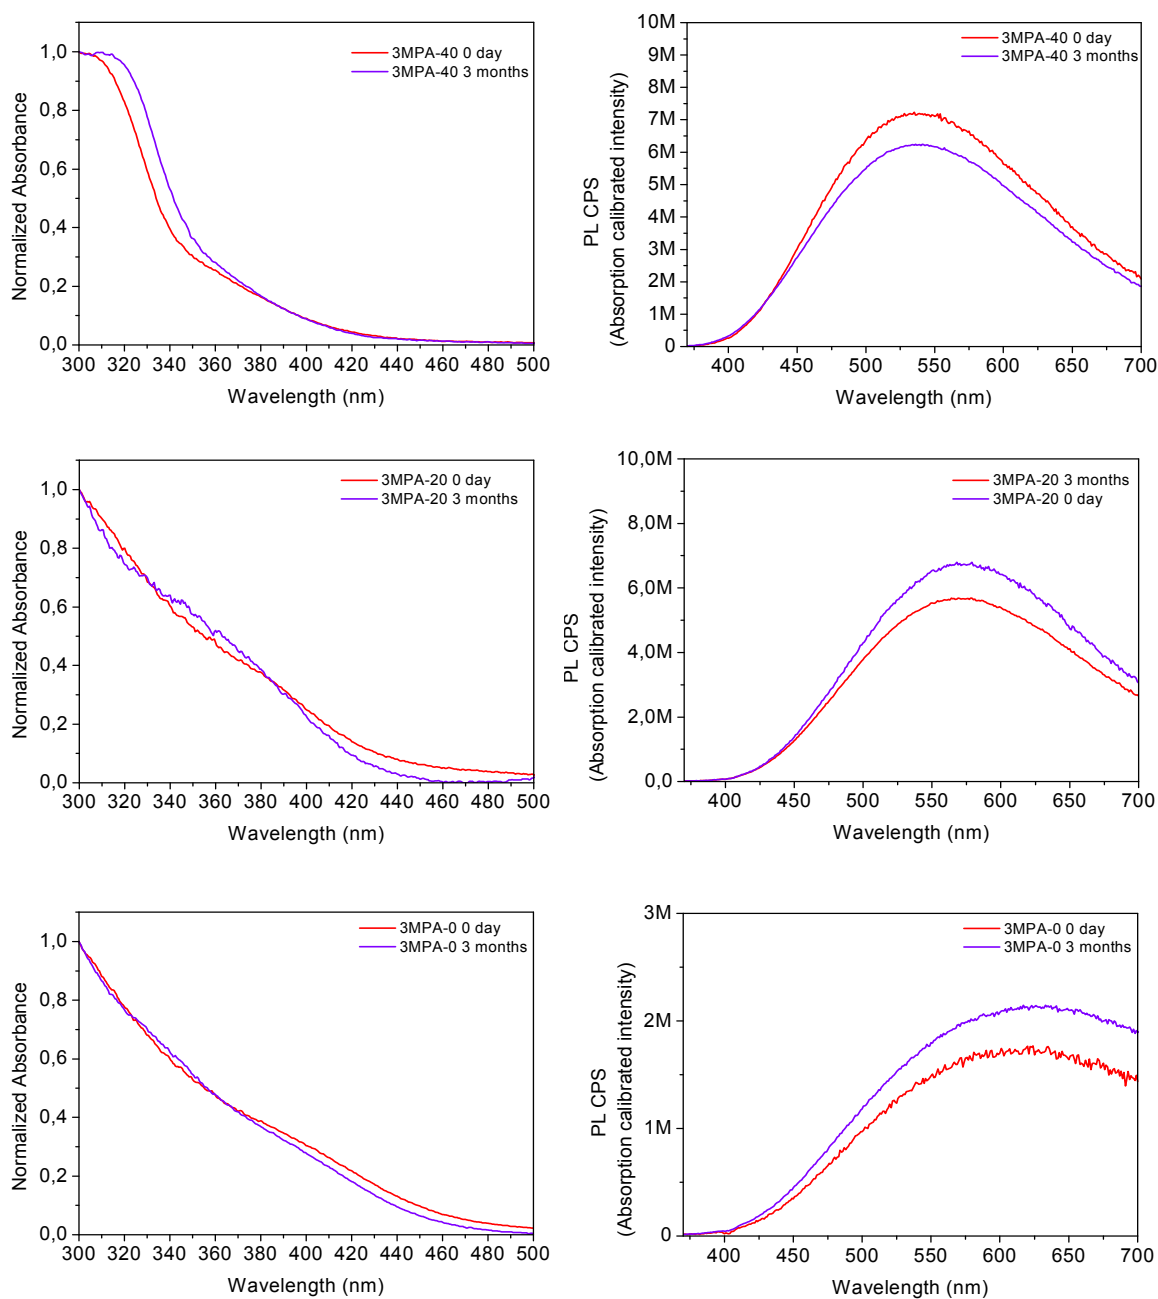 3MPA-40 0 day
3MPA-40 3 months
1,0
0,8
0,6
0,4
0,2
0,0
300 320 340 360 380 400 420 440 460 480 500
Normalized Absorbance
Wavelength (nm)
3MPA-40 0 day
3MPA-40 3 months
10M
9M
8M
7M
6M
5M
4M
3M
2M
1M
0
400 450 500 550 600 650 700
PL CPS
(Absorption calibrated intensity)
Wavelength (nm)
3MPA-20 0 day
3MPA-20 3 months
1,0
0,8
0,6
0,4
0,2
0,0
300 320 340 360 380 400 420 440 460 480 500
Normalized Absorbance
Wavelength (nm)
3MPA-20 3 months
3MPA-20 0 day
10,0M
8,0M
6,0M
4,0M
2,0M
0,0
400 450 500 550 600 650 700
PL CPS
(Absorption calibrated intensity)
Wavelength (nm)
3MPA-0 0 day
3MPA-0 3 months
1,0
0,8
0,6
0,4
0,2
0,0
300 320 340 360 380 400 420 440 460 480 500
Normalized Absorbance
Wavelength (nm)
3MPA-0 0 day
3MPA-0 3 months
3M
2M
1M
0
400 450 500 550 600 650 700
PL CPS
(Absorption calibrated intensity)
Wavelength (nm)